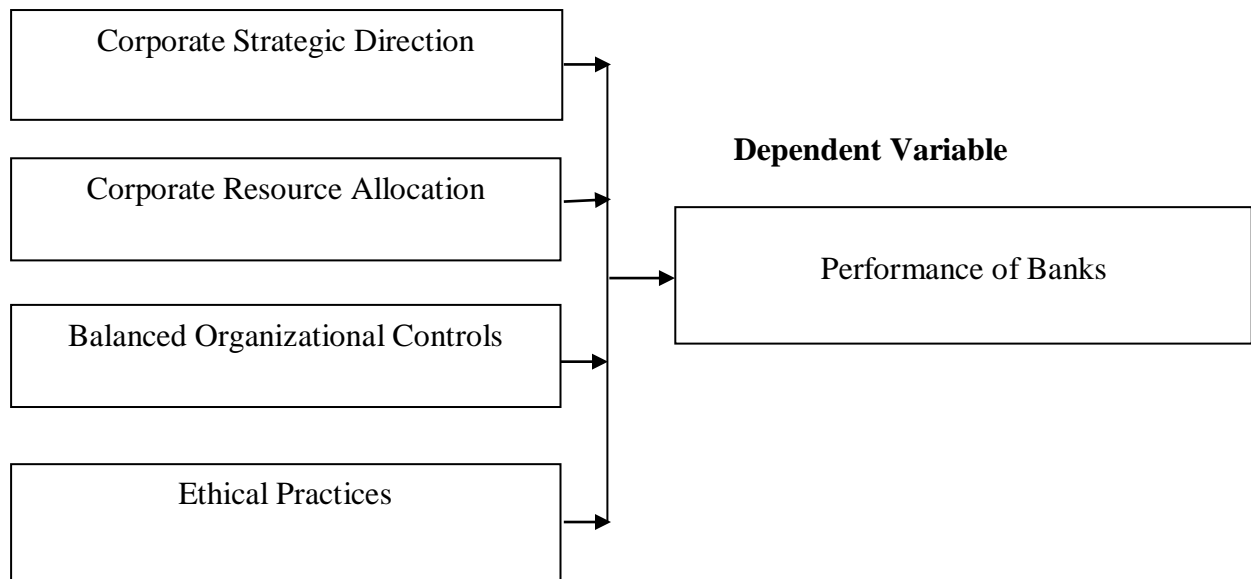 Corporate Strategic Direction
Dependent Variable
Corporate Resource Allocation
Performance of Banks
Balanced Organizational Controls
Ethical Practices